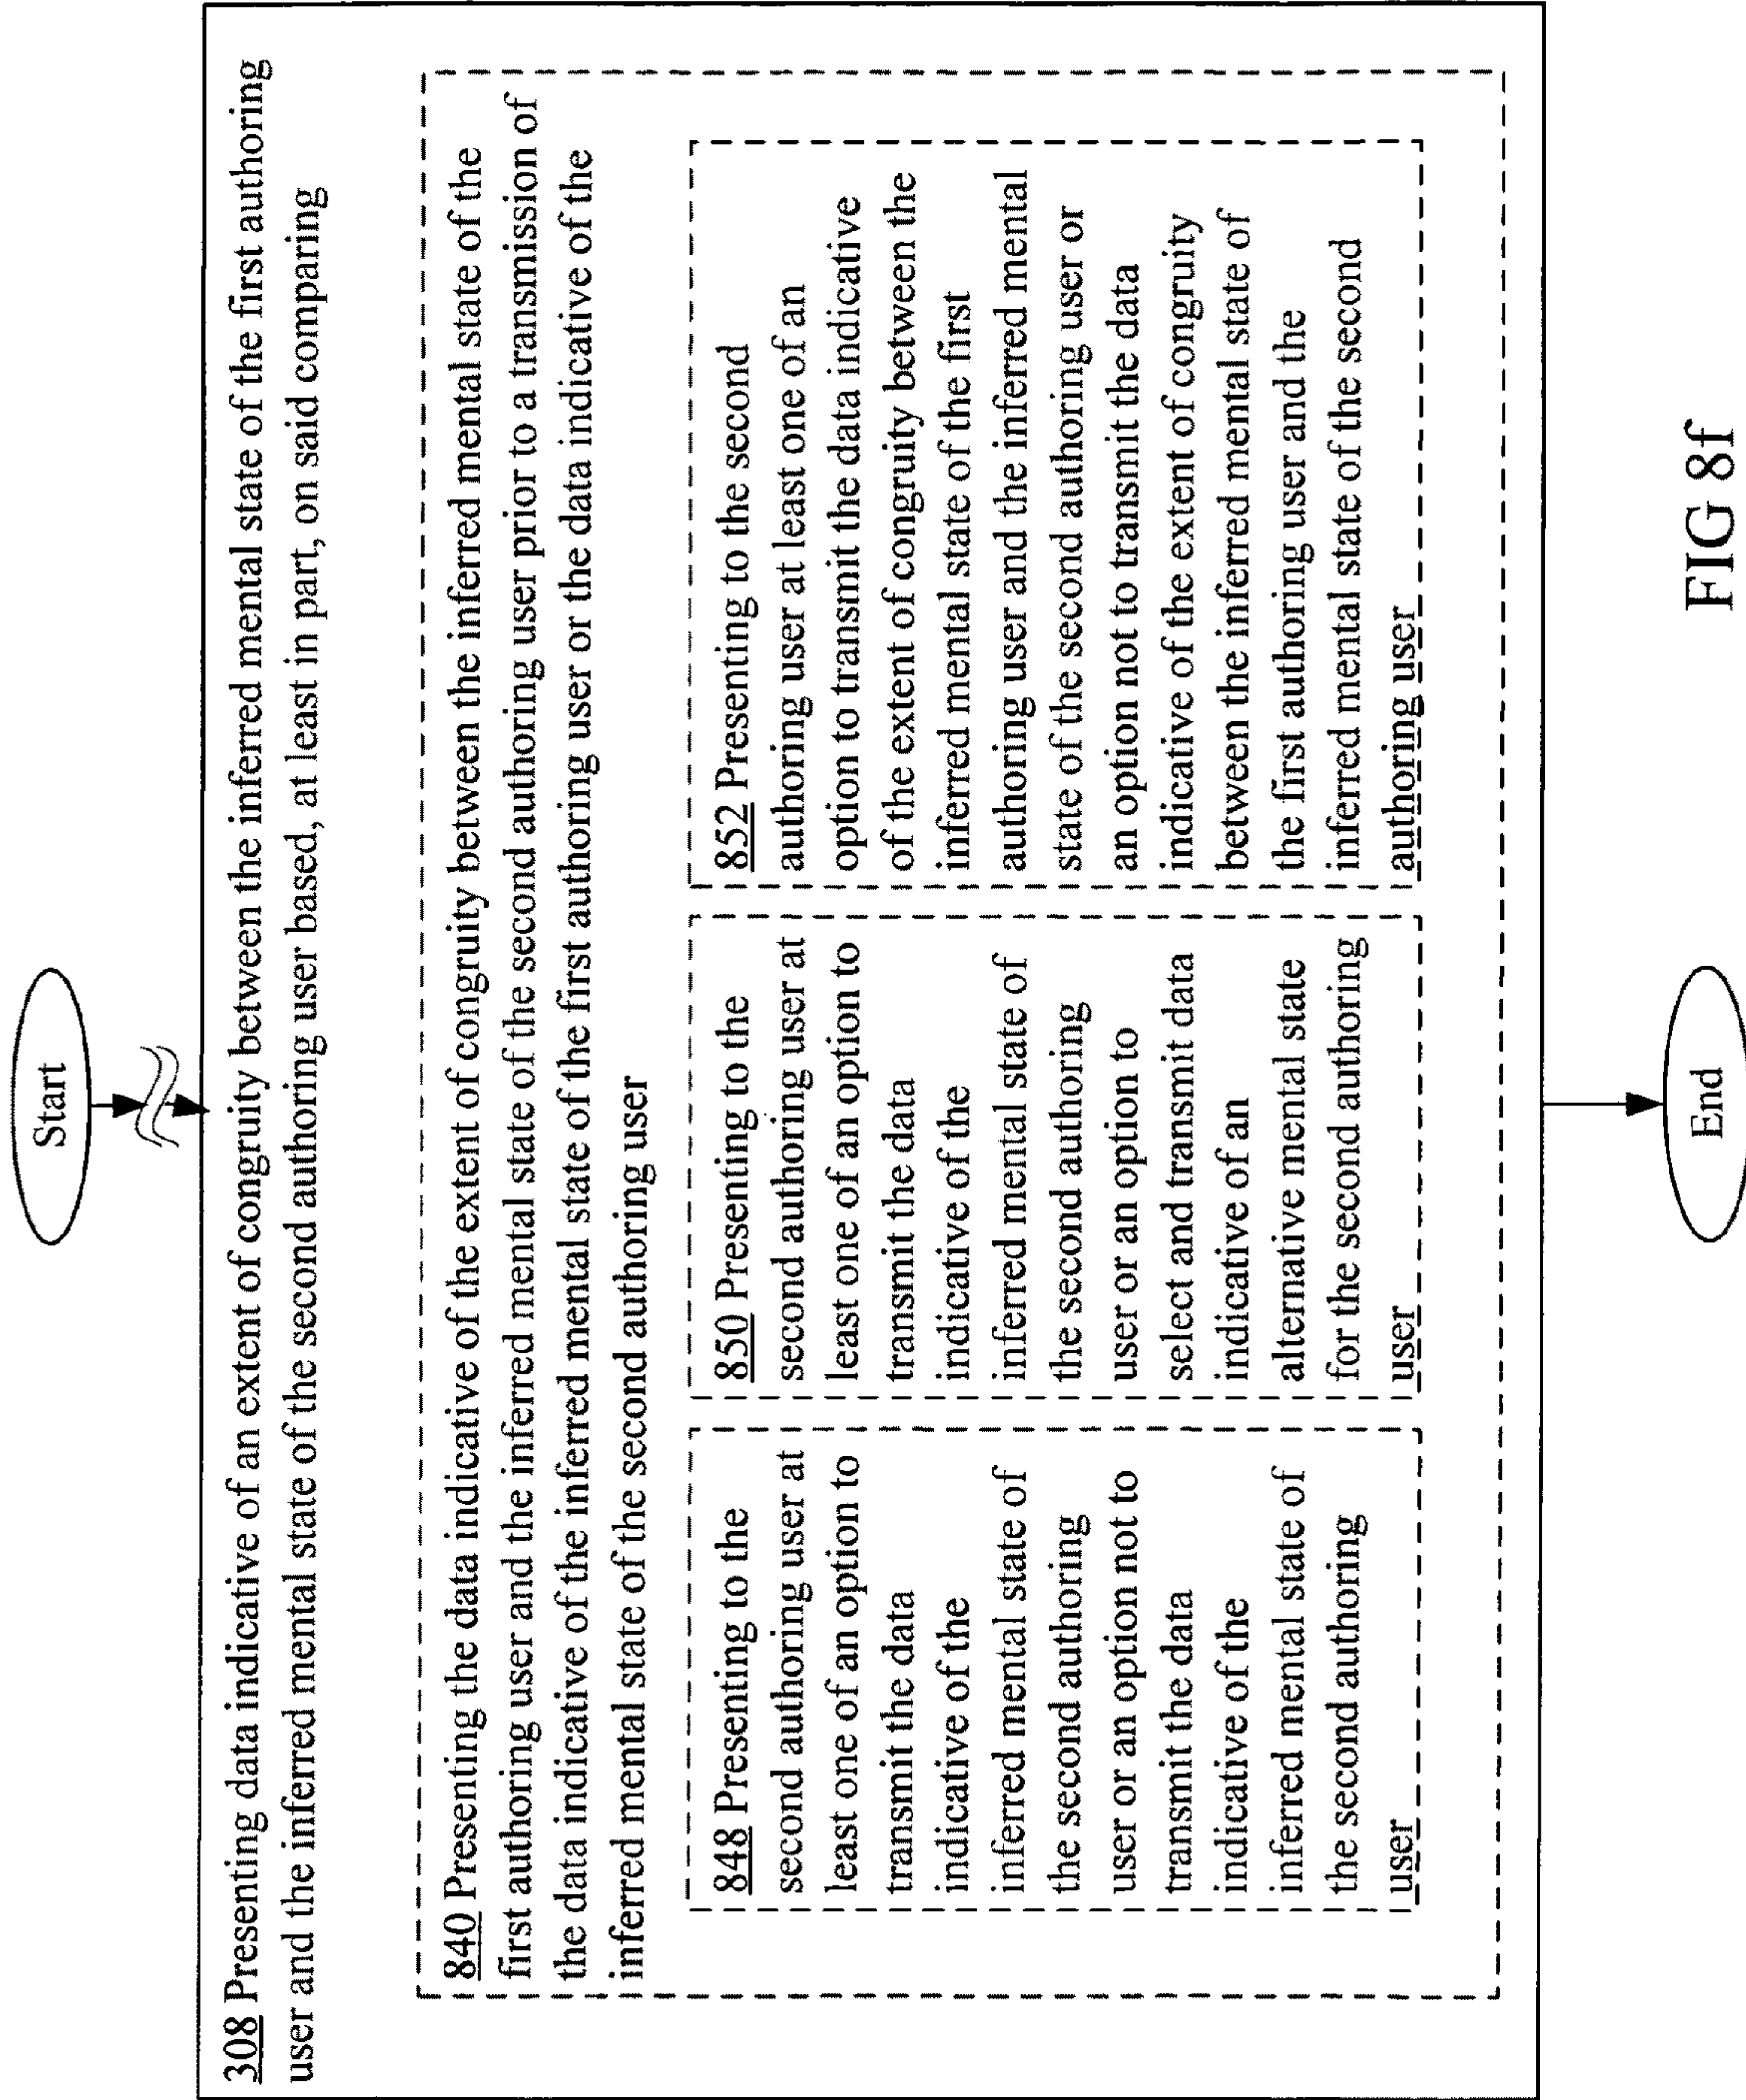 Start
308 Presenting data indicative of an extent of congruity between the inferred mental state of the first authoring
user and the inferred mental state of the second authoring user based, at least in part, on said comparing
840 Presenting the data indicative of the extent of congruity between the inferred mental state of the
first authoring user and the inferred mental state of the second authoring user prior to a transmission of
the data indicative of the inferred mental state of the first authoring user or the data indicative of the
inferred mental state of the second authoring user
848 Presenting to the
second authoring user at
least one of an option to
transmit the data
indicative of the
inferred mental state of
the second authoring
user or an option not to
transmit the data
indicative of the
inferred mental state of
the second authoring
user
850 Presenting to the
second authoring user at
least one of an option to
transmit the data
indicative of the
inferred mental state of
the second authoring
user or an option to
select and transmit data
indicative of an
alternative mental state
for the second authoring
user
852 Presenting to the second
authoring user at least one of an
option to transmit the data indicative
of the extent of congruity between the
inferred mental state of the first
authoring user and the inferred mental
state of the second authoring user or
an option not to transmit the data
indicative of the extent of congruity
between the inferred mental state of
the first authoring user and the
inferred mental state of the second
authoring user
End
FIG 8f